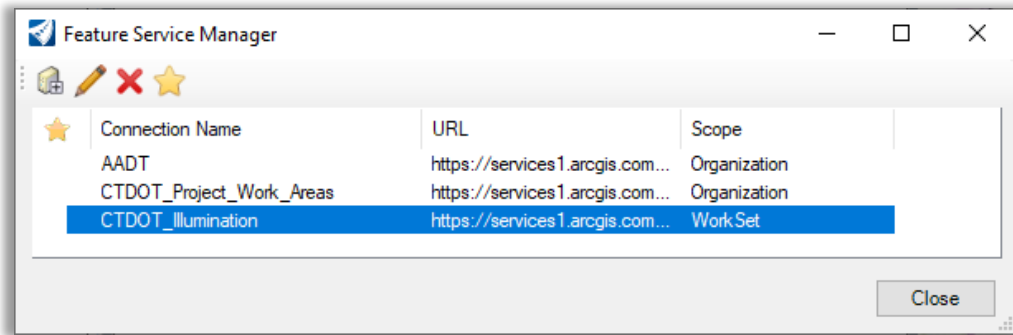 Feature Service Manager
Connection Name URL Scope
AADT https://services1.arcgis.com... Organization
CTDOT_Project_Work_Areas https://services1.arcgis.com... Organization
CTDOT_Illumination https://services1.arcgis.com... WorkSet
Close